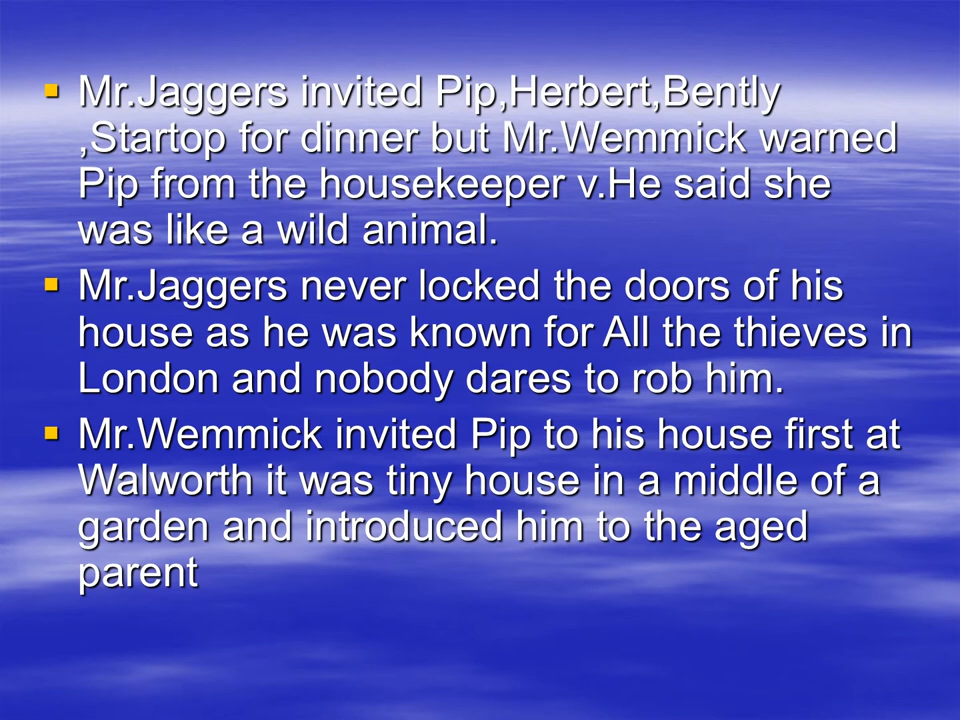 ▪ Mr.Jaggers invited Pip,Herbert,Bently
,Startop for dinner but Mr.Wemmick warned
Pip from the housekeeper v.He said she
was like a wild animal.
▪ Mr.Jaggers never locked the doors of his
house as he was known for All the thieves in
London and nobody dares to rob him.
▪ Mr.Wemmick invited Pip to his house first at
Walworth it was tiny house in a middle of a
garden and introduced him to the aged
parent